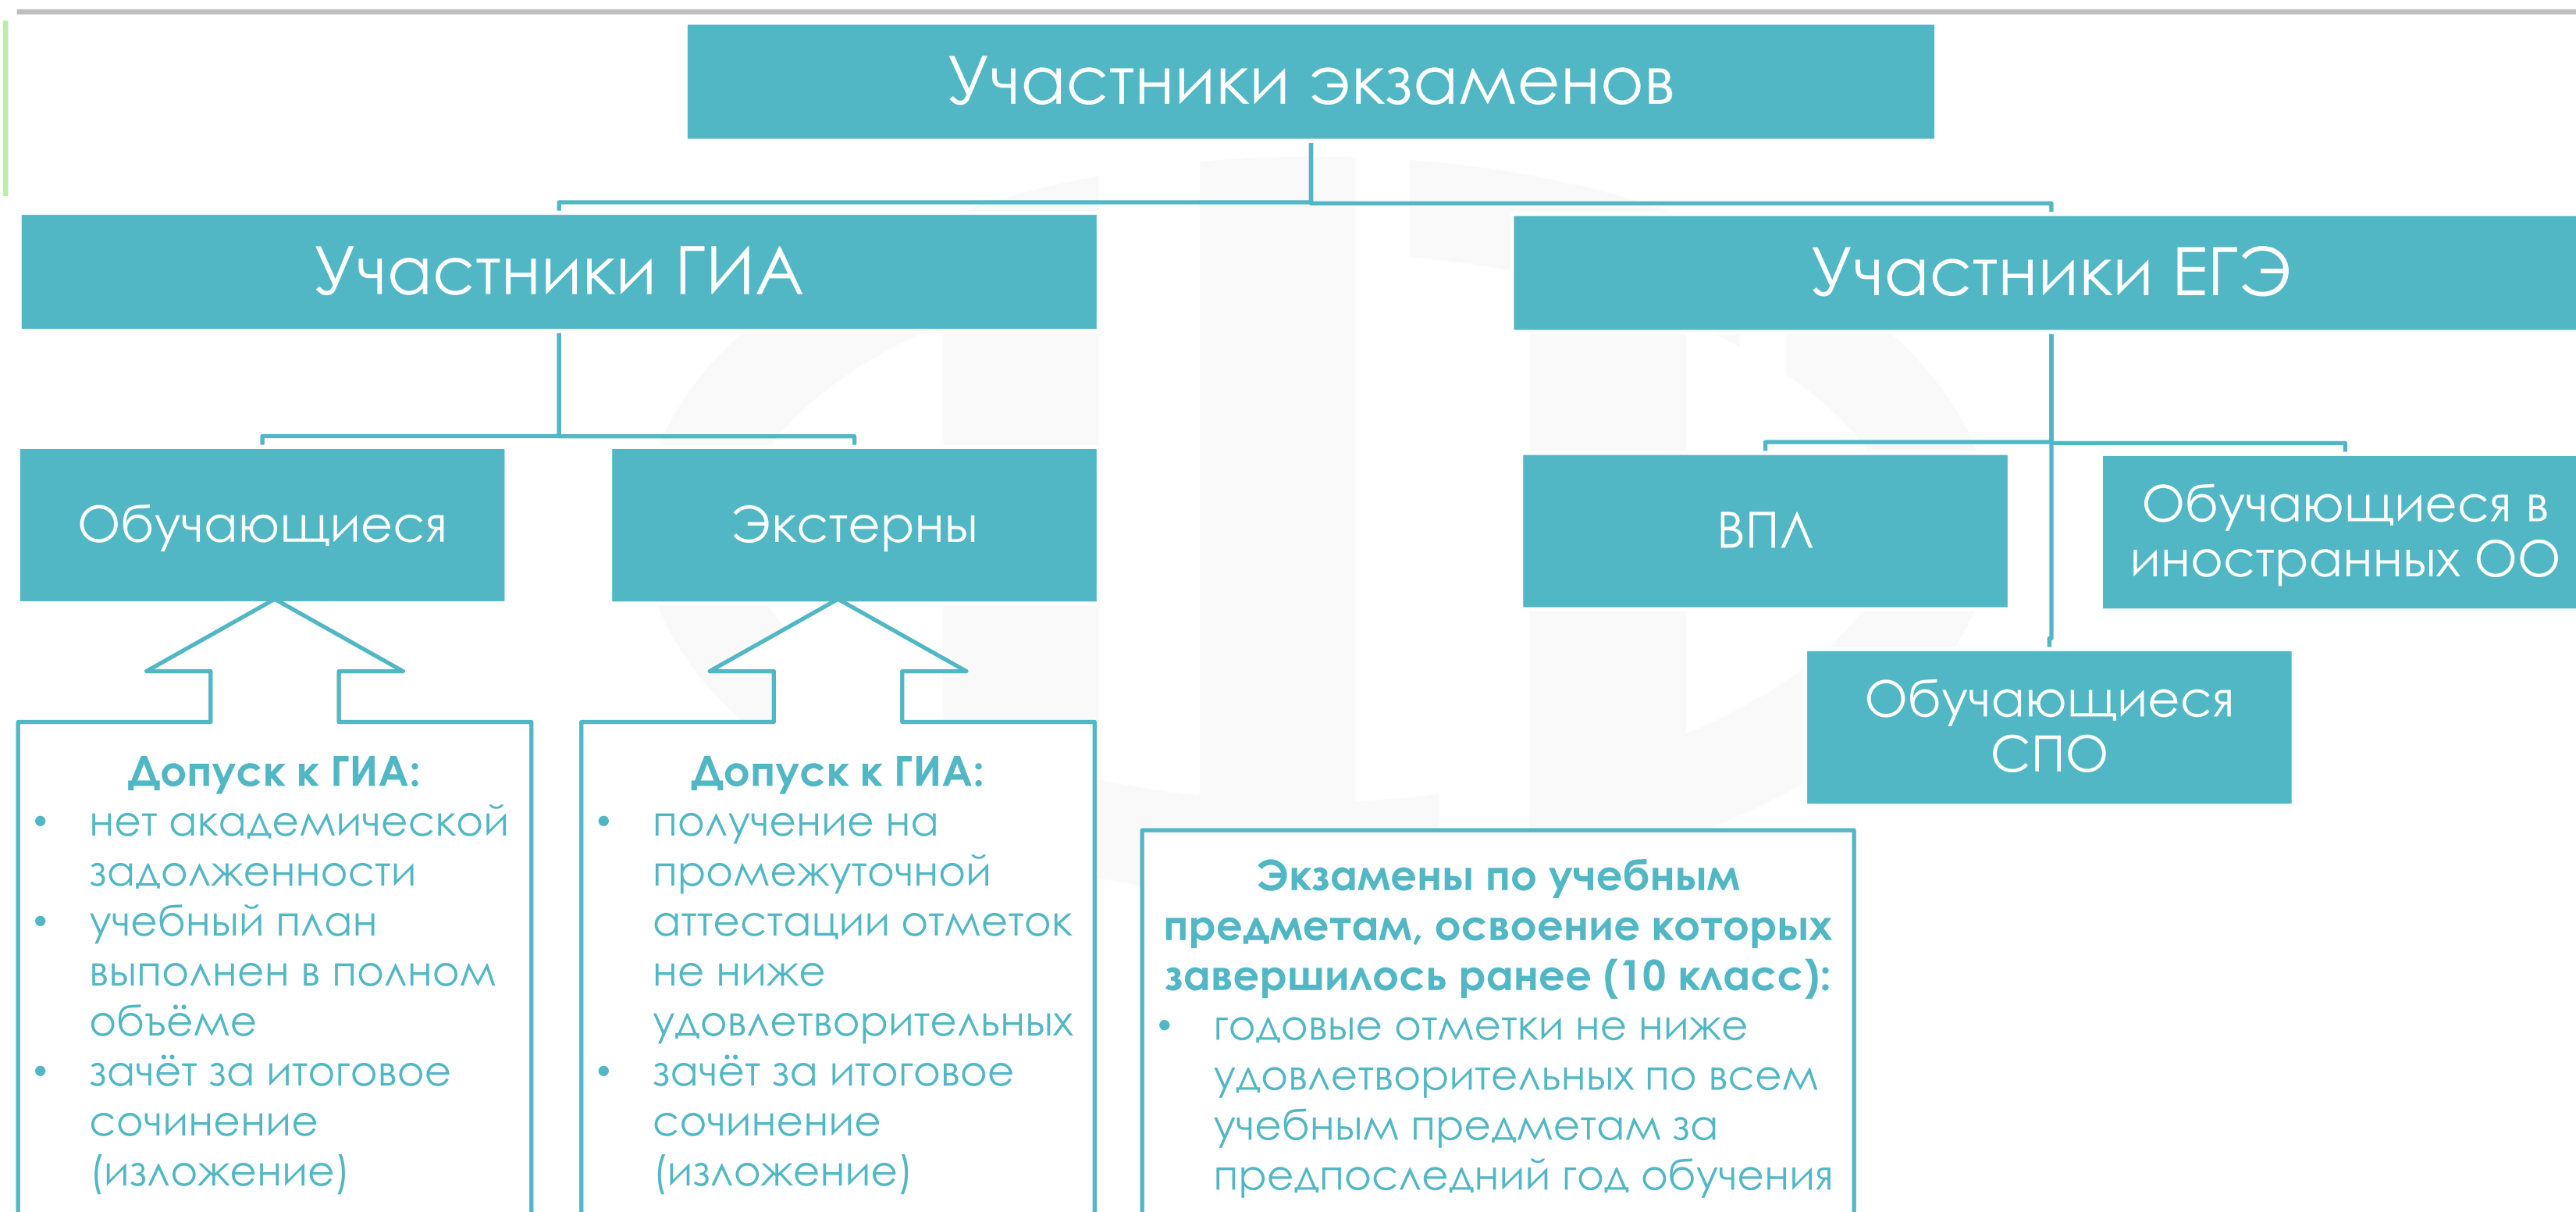 Участники экзаменов
Участники ГИА
Участники ЕГЭ
Обучающиеся
Экстерны
ВПЛ
Обучающиеся в
иностранных ОО
Обучающиеся
СПО
Допуск к ГИА:
• нет академической
задолженности
• учебный план
выполнен в полном
объёме
• зачёт за итоговое
сочинение
(изложение)
Допуск к ГИА:
• получение на
промежуточной
аттестации отметок
не ниже
удовлетворительных
• зачёт за итоговое
сочинение
(изложение)
Экзамены по учебным
предметам, освоение которых
завершилось ранее (10 класс):
• годовые отметки не ниже
удовлетворительных по всем
учебным предметам за
предпоследний год обучения